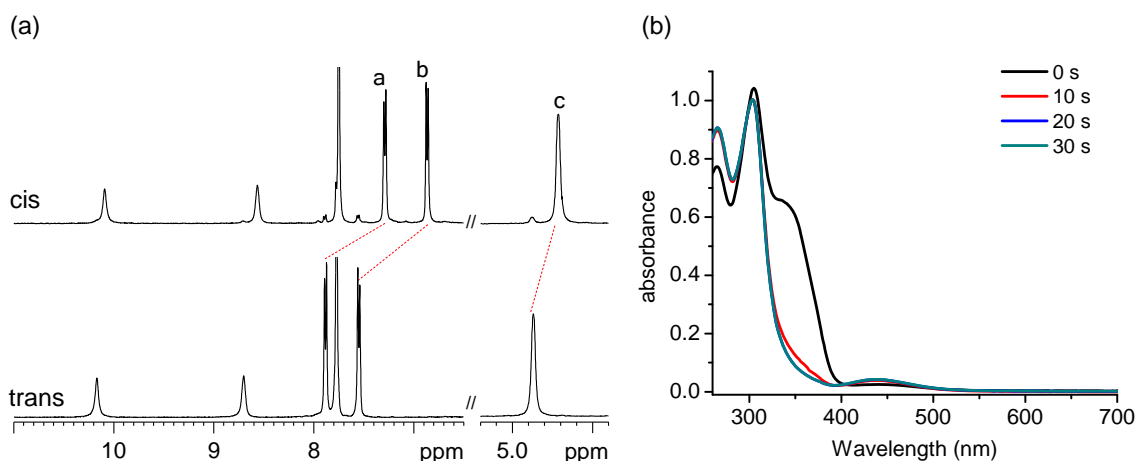 (a)
a
b
c
cis
//
trans
//
10
9
8
ppm
5.0
ppm
(b)
0 s
10 s
20 s
30 s
1.0
0.8
0.6
0.4
0.2
0.0
absorbance
300
400
500
600
700
Wavelength (nm)